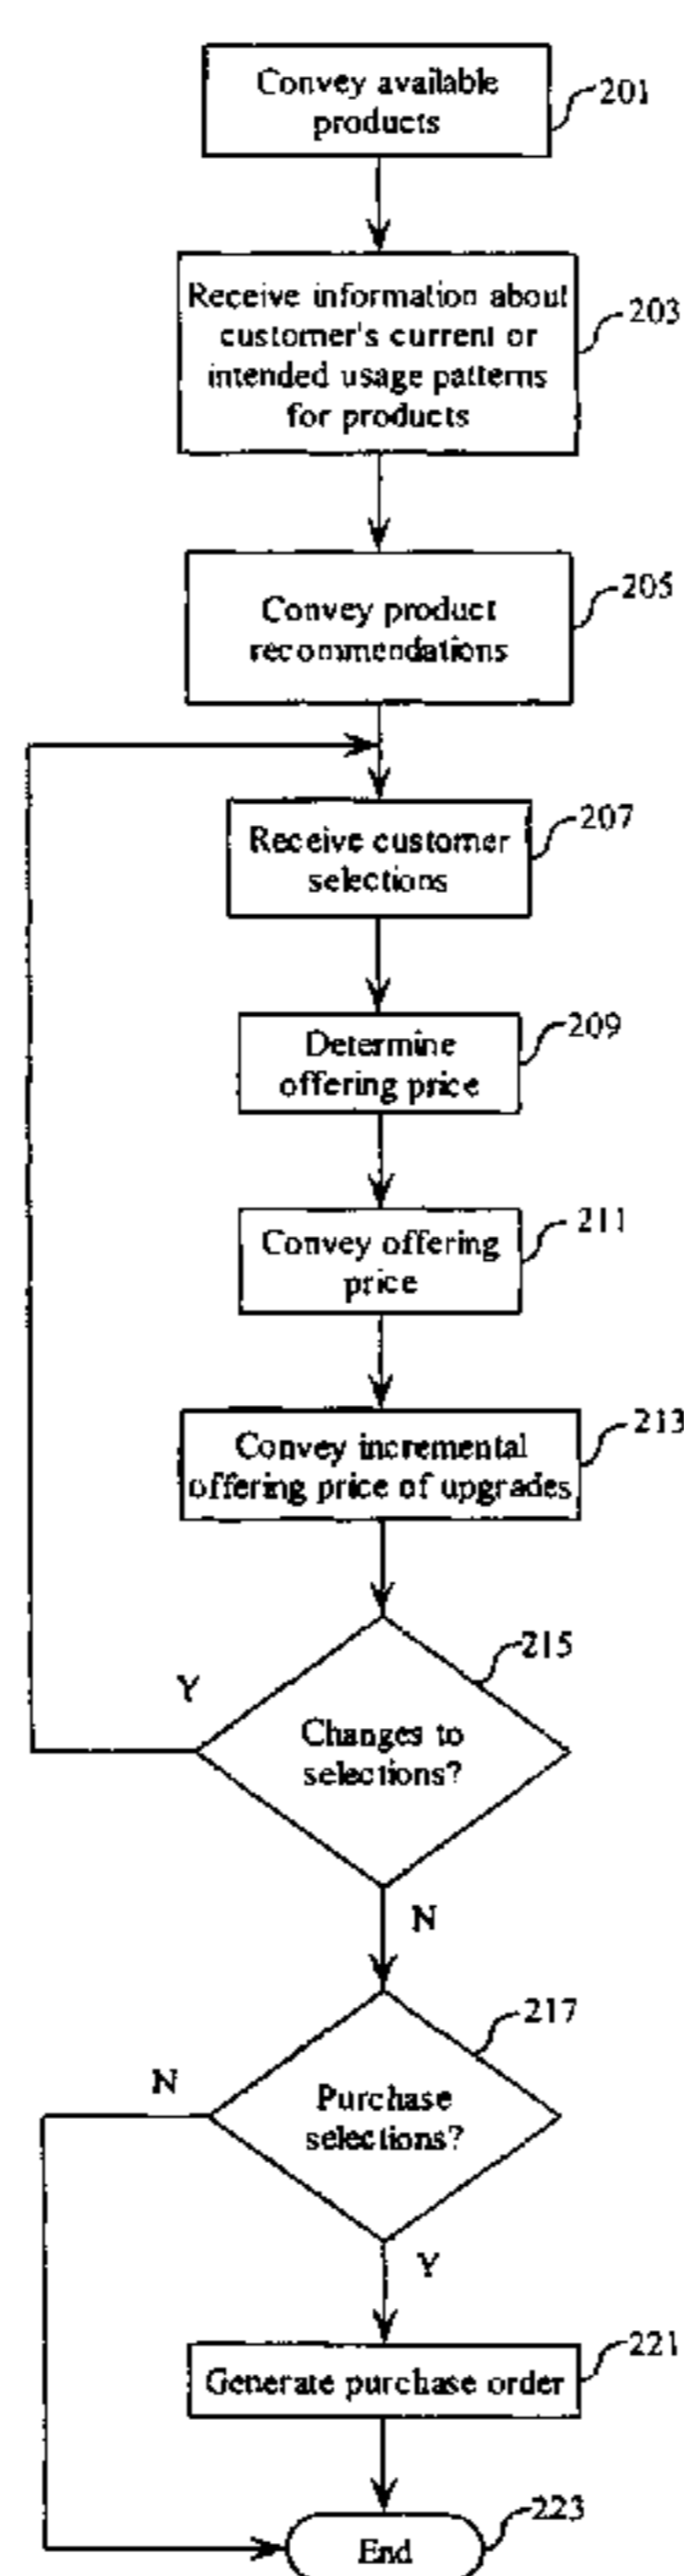 Convey available
products
201
Receive information about
customer's current or
intended usage patterns
for products
203
Convey product
recommendations
205
Receive customer
selections
207
Determine
offering price
209
Convey offering
price
211
Convey incremental
offering price of upgrades
213
Changes to
selections?
215
Y
N
Purchase
selections?
217
N
Y
Generate purchase order
221
End
223